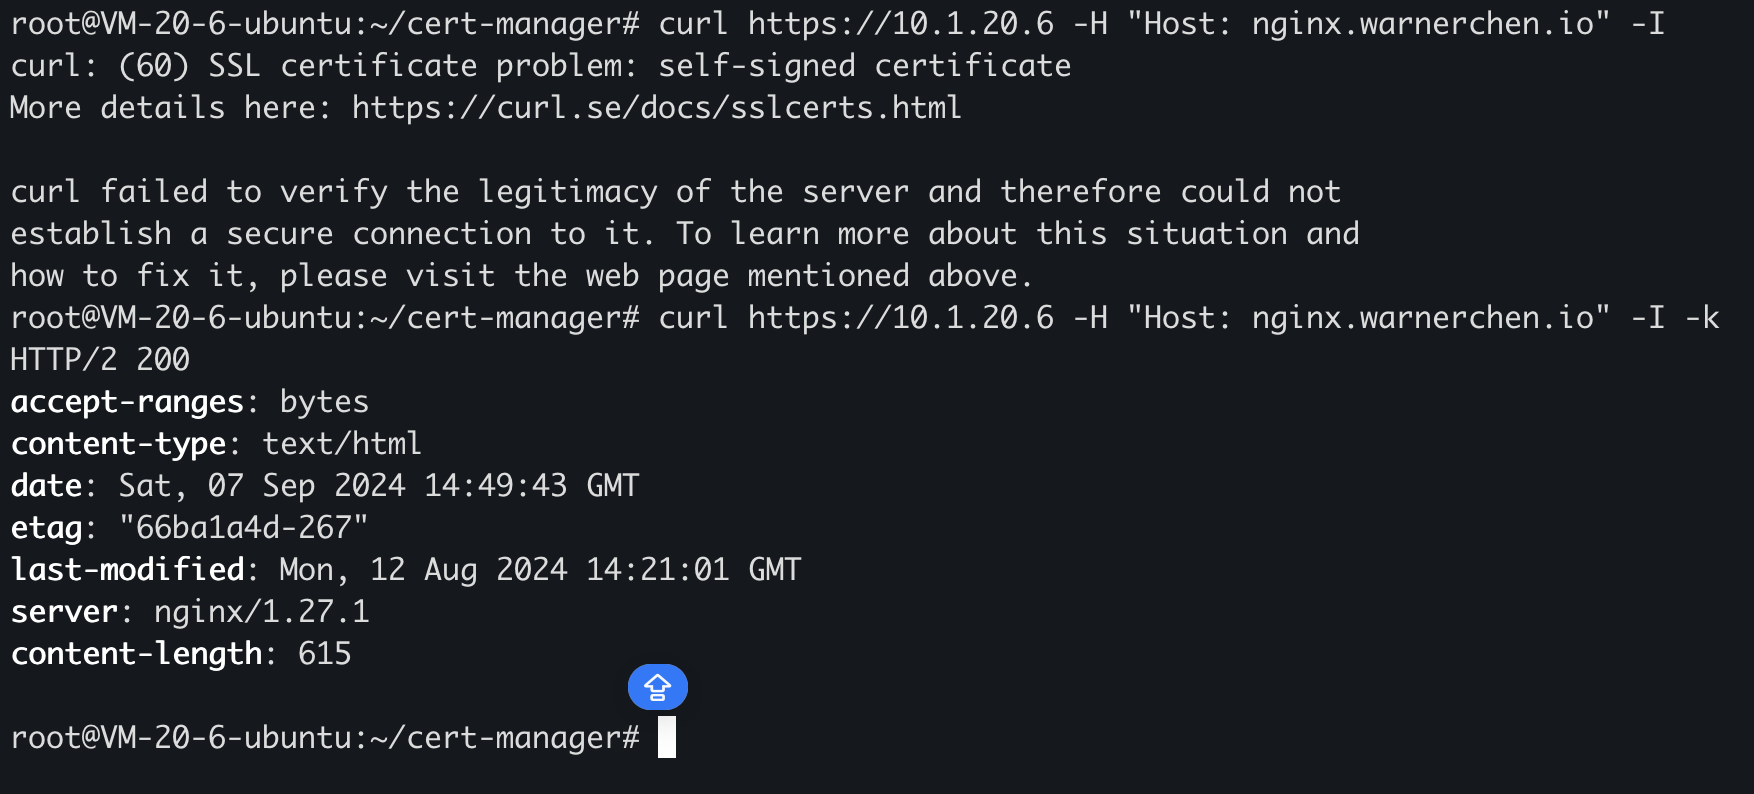 root@VM-20-6-ubuntu:~/cert-manager# curl https://10.1.20.6 -H "Host: nginx.warnerchen.io" -I
curl: (60) SSL certificate problem: self-signed certificate
More details here: https://curl.se/docs/sslcerts.html
curl failed to verify the legitimacy of the server and therefore could not
establish a secure connection to it. To learn more about this situation and
how to fix it, please visit the web page mentioned above.
root@VM-20-6-ubuntu:~/cert-manager# curl https://10.1.20.6 -H "Host: nginx.warnerchen.io" -I -k
HTTP/2 200
accept-ranges: bytes
content-type: text/html
date: Sat, 07 Sep 2024 14:49:43 GMT
etag: "66ba1a4d-267"
last-modified: Mon, 12 Aug 2024 14:21:01 GMT
server: nginx/1.27.1
content-length: 615
root@VM-20-6-ubuntu:~/cert-manager#